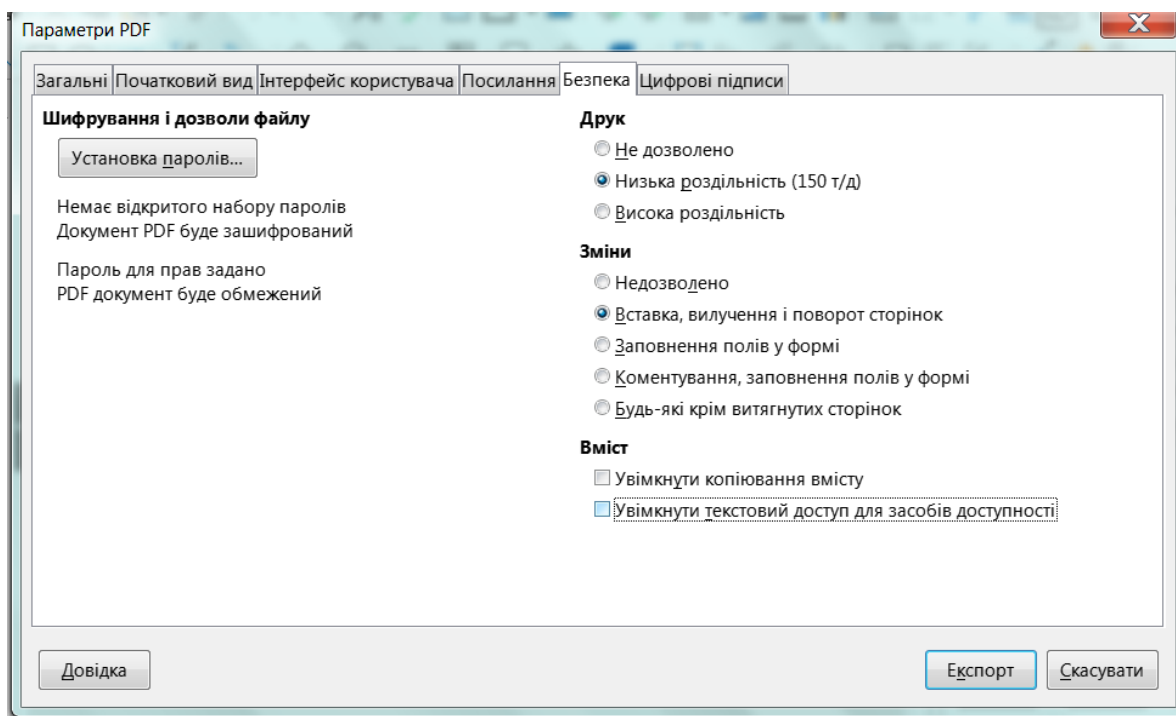 Параметри PDF
Загальні Початковий вид Інтерфейс користувача Посилання Безпека Цифрові підписи
Шифрування і дозволи файлу
Установка паролів...
Немає відкритого набору паролів
Документ PDF буде зашифрований
Пароль для прав задано
PDF документ буде обмежений
Друк
Не дозволено
Низька роздільність (150 т/д)
Висока роздільність
Зміни
Недозволено
Вставка, вилучення і поворот сторінок
Заповнення полів у формі
Коментування, заповнення полів у формі
Будь-які крім витягнутих сторінок
Вміст
Увімкнути копіювання вмісту
Увімкнути текстовий доступ для засобів доступності
Довідка
Експорт
Скасувати